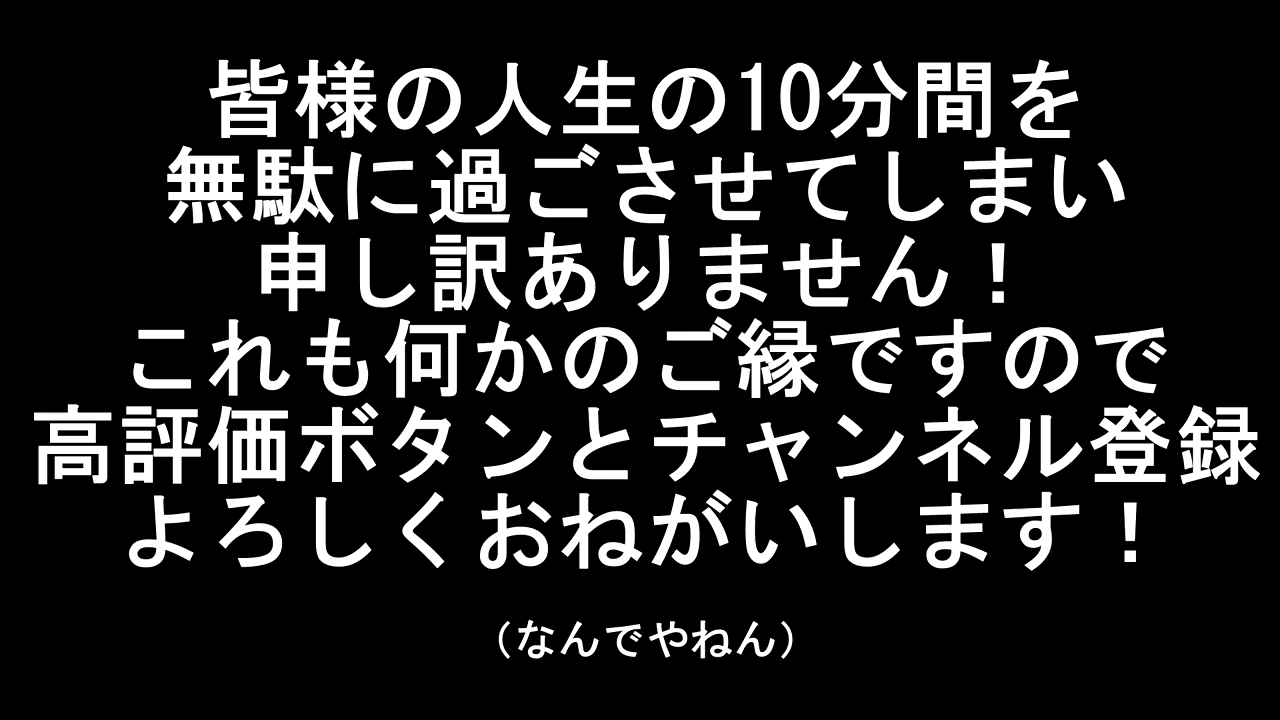 皆様の人生の10分間を
無駄に過ごさせてしまい
申し訳ありません！
これも何かのご縁ですので
高評価ボタンとチャンネル登録
よろしくおねがいします！
（なんでやねん）